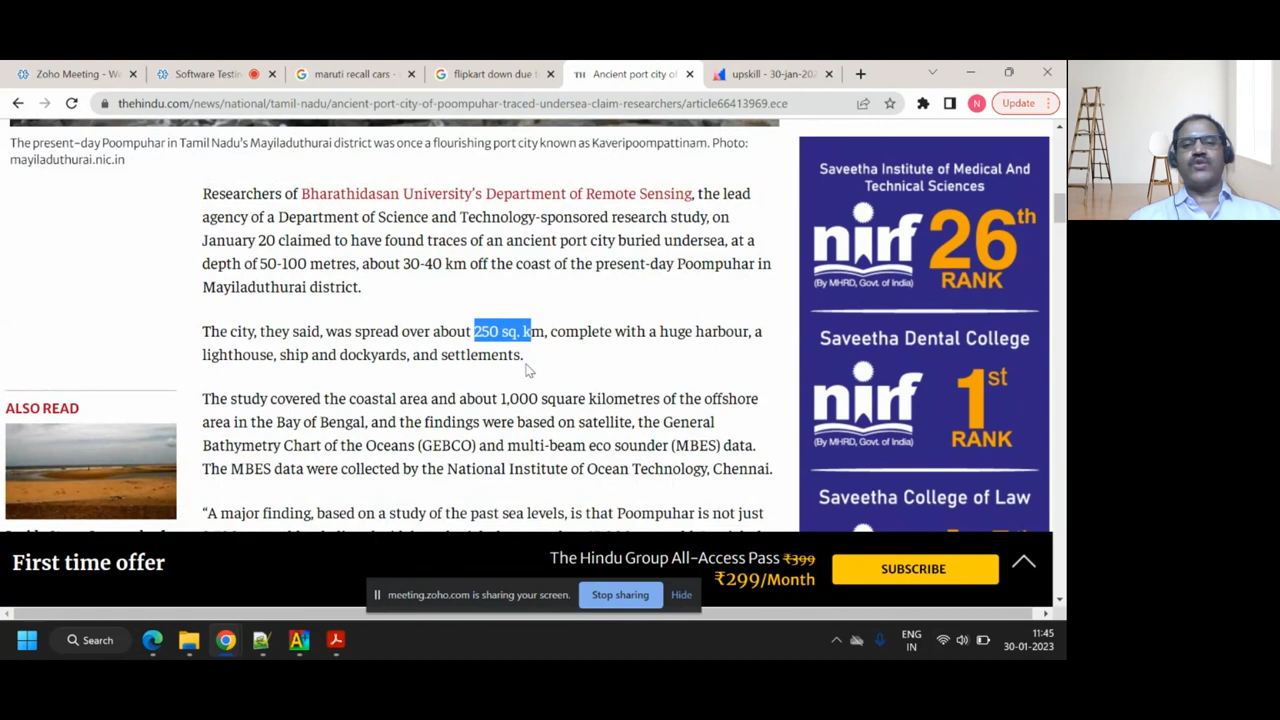 Zoho Meeting - We
Software Testin
maruti recall cars -
flipkart down due t
TH Ancient port city of
upskill - 30-jan-202
thehindu.com/news/national/tamil-nadu/ancient-port-city-of-poompuhar-traced-undersea-claim-researchers/article66413969.ece
N
Update
The present-day Poompuhar in Tamil Nadu's Mayiladuthurai district was once a flourishing port city known as Kaveripoompattinam. Photo:
mayiladuthurai.nic.in
Researchers of Bharathidasan University's Department of Remote Sensing, the lead
agency of a Department of Science and Technology-sponsored research study, on
January 20 claimed to have found traces of an ancient port city buried undersea, at a
depth of 50-100 metres, about 30-40 km off the coast of the present-day Poompuhar in
Mayiladuthurai district.
The city, they said, was spread over about 250 sq. km, complete with a huge harbour, a
lighthouse, ship and dockyards, and settlements.
ALSO READ
The study covered the coastal area and about 1,000 square kilometres of the offshore
area in the Bay of Bengal, and the findings were based on satellite, the General
Bathymetry Chart of the Oceans (GEBCO) and multi-beam eco sounder (MBES) data.
The MBES data were collected by the National Institute of Ocean Technology, Chennai.
“A major finding, based on a study of the past sea levels, is that Poompuhar is not just
Saveetha Institute of Medical And
Technical Sciences
nirf
(By MHRD, Govt. of India)
26th
RANK
Saveetha Dental College
nirf
(By MHRD, Govt. of India)
1st
RANK
Saveetha College of Law
First time offer
The Hindu Group All-Access Pass ₹399
₹299/Month
SUBSCRIBE
meeting.zoho.com is sharing your screen.
Stop sharing
Hide
Search
ENG
IN
11:45
30-01-2023